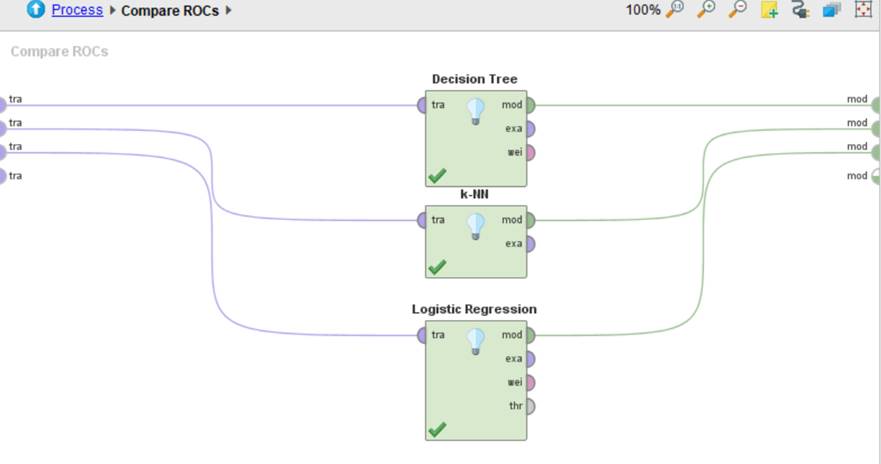 Process ▸ Compare ROCs ▸
100%
Compare ROCs
Decision Tree
tra
tra mod
mod
tra
exa
mod
tra
wei
mod
tra
mod
k-NN
tra mod
exa
Logistic Regression
tra mod
exa
wei
thr